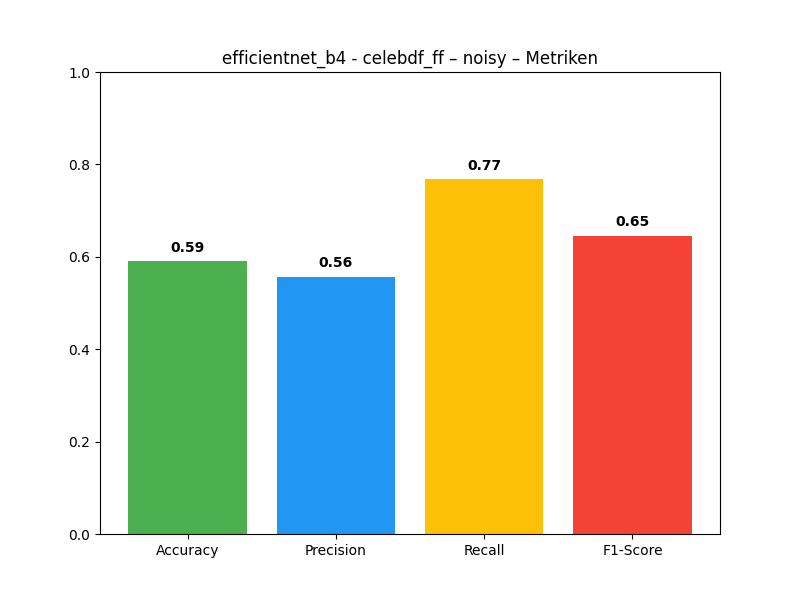 efficientnet_b4 - celebdf_ff – noisy – Metriken
1.0
0.8
0.6
0.4
0.2
0.0
0.59
0.56
0.77
0.65
Accuracy
Precision
Recall
F1-Score